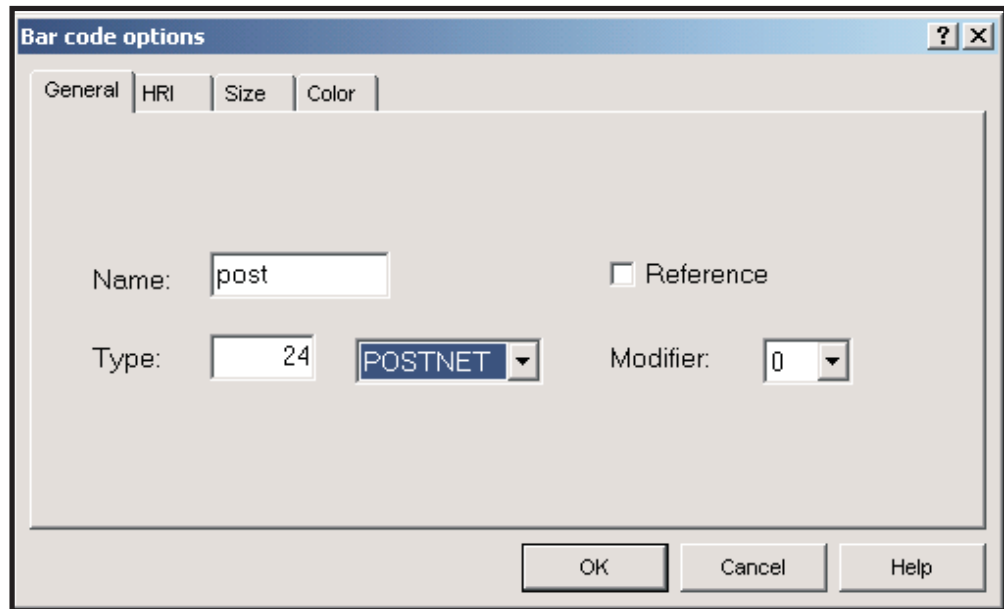 Bar code options
General HRI Size Color
Name: post Reference
Type: 24 POSTNET Modifier: 0
OK Cancel Help